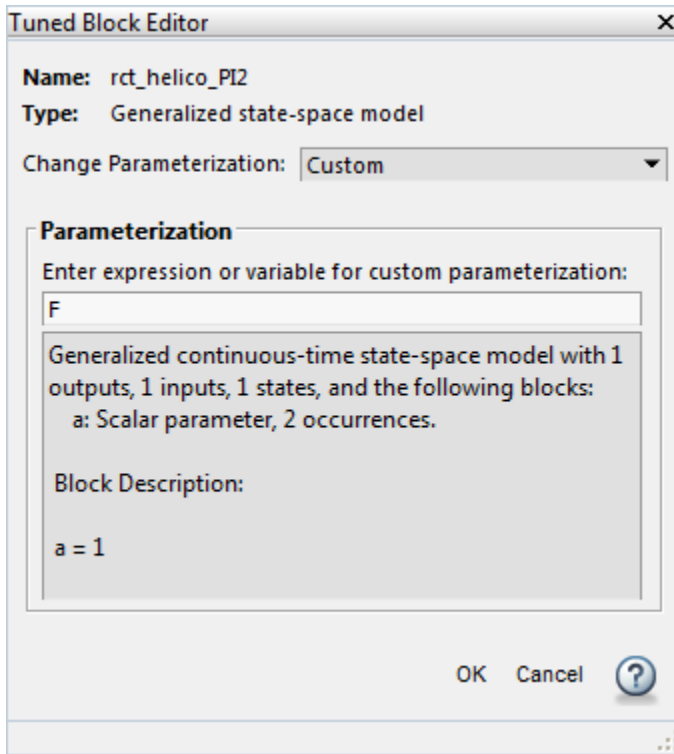 Tuned Block Editor
Name: rct_helico_PI2
Type: Generalized state-space model
Change Parameterization: Custom
Parameterization
Enter expression or variable for custom parameterization:
F
Generalized continuous-time state-space model with 1
outputs, 1 inputs, 1 states, and the following blocks:
a: Scalar parameter, 2 occurrences.
Block Description:
a = 1
OK Cancel ?